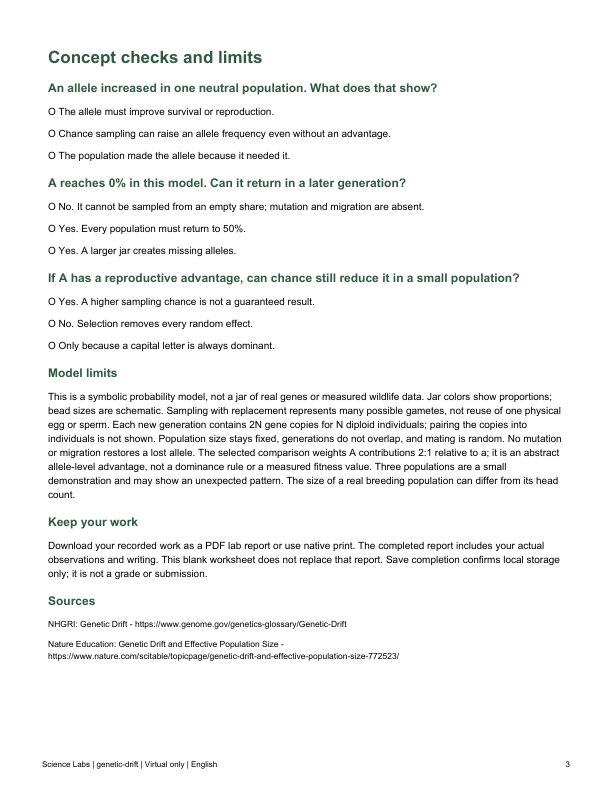 Concept checks and limits
An allele increased in one neutral population. What does that show?
O The allele must improve survival or reproduction.
O Chance sampling can raise an allele frequency even without an advantage.
O The population made the allele because it needed it.
A reaches 0% in this model. Can it return in a later generation?
O No. It cannot be sampled from an empty share; mutation and migration are absent.
O Yes. Every population must return to 50%.
O Yes. A larger jar creates missing alleles.
If A has a reproductive advantage, can chance still reduce it in a small population?
O Yes. A higher sampling chance is not a guaranteed result.
O No. Selection removes every random effect.
O Only because a capital letter is always dominant.
Model limits
This is a symbolic probability model, not a jar of real genes or measured wildlife data. Jar colors show proportions;
bead sizes are schematic. Sampling with replacement represents many possible gametes, not reuse of one physical
egg or sperm. Each new generation contains 2N gene copies for N diploid individuals; pairing the copies into
individuals is not shown. Population size stays fixed, generations do not overlap, and mating is random. No mutation
or migration restores a lost allele. The selected comparison weights A contributions 2:1 relative to a; it is an abstract
allele-level advantage, not a dominance rule or a measured fitness value. Three populations are a small
demonstration and may show an unexpected pattern. The size of a real breeding population can differ from its head
count.
Keep your work
Download your recorded work as a PDF lab report or use native print. The completed report includes your actual
observations and writing. This blank worksheet does not replace that report. Save completion confirms local storage
only; it is not a grade or submission.
Sources
NHGRI: Genetic Drift - https://www.genome.gov/genetics-glossary/Genetic-Drift
Nature Education: Genetic Drift and Effective Population Size -
https://www.nature.com/scitable/topicpage/genetic-drift-and-effective-population-size-772523/
Science Labs | genetic-drift | Virtual only | English
3